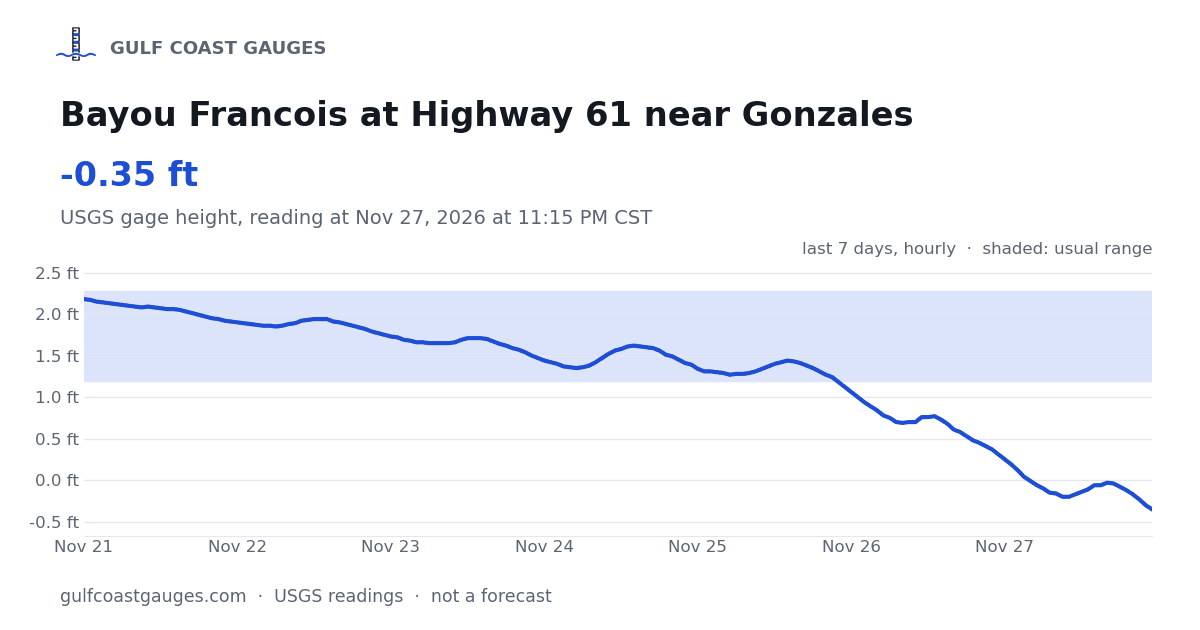 GULF COAST GAUGES
Bayou Francois at Highway 61 near Gonzales
-0.35 ft
USGS gage height, reading at Nov 27, 2026 at 11:15 PM CST
last 7 days, hourly · shaded: usual range
2.5 ft
2.0 ft
1.5 ft
1.0 ft
0.5 ft
0.0 ft
-0.5 ft
Nov 21 Nov 22 Nov 23 Nov 24 Nov 25 Nov 26 Nov 27
gulfcoastgauges.com · USGS readings · not a forecast